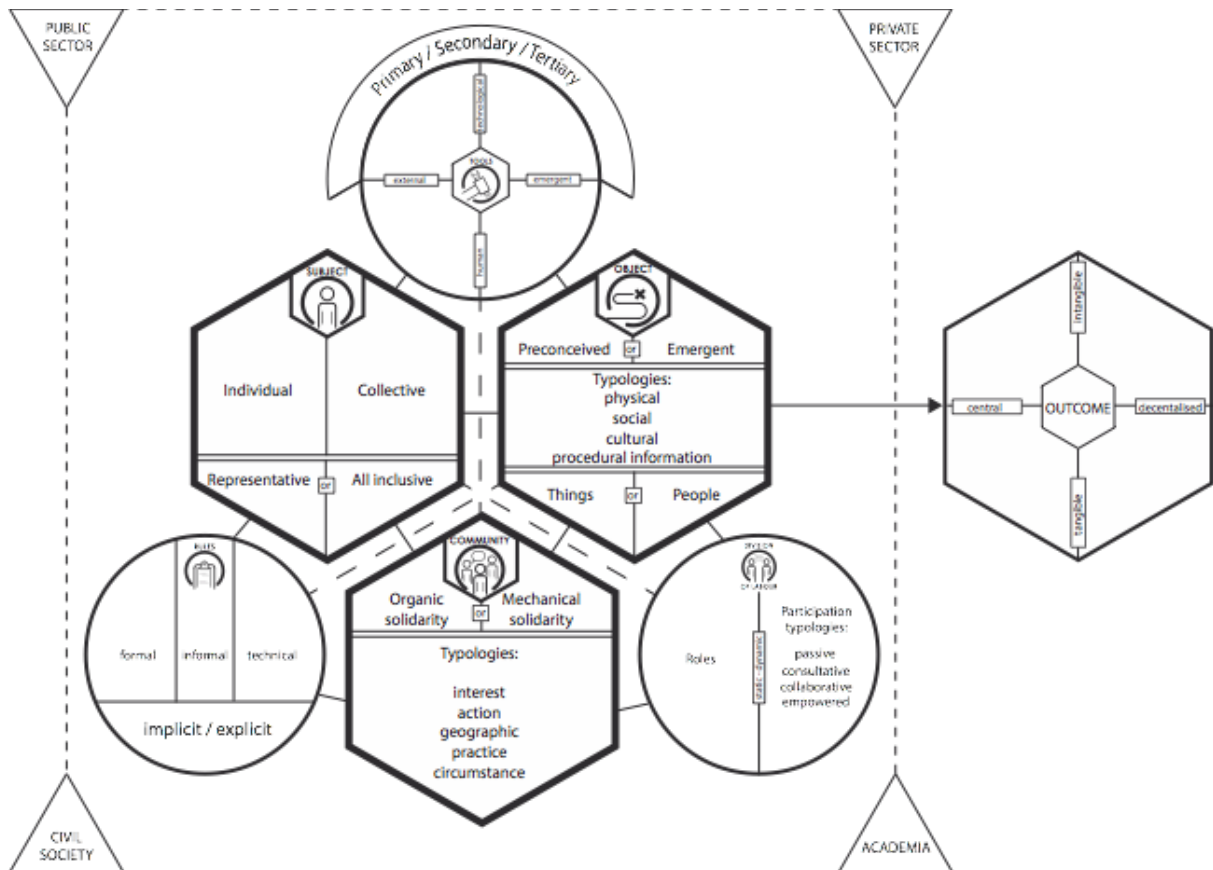 PUBLIC
SECTOR
PRIVATE
SECTOR
Primary / Secondary / Tertiary
technological
TOOLS
external
emergent
human
SUBJECT
Individual
Collective
Representative
or
All inclusive
OBJECT
Preconceived
or
Emergent
Typologies:
physical
social
cultural
procedural information
Things
or
People
intangible
central
OUTCOME
decentalised
tangible
RULES
formal
informal
technical
implicit / explicit
COMMUNITY
Organic
solidarity
or
Mechanical
solidarity
Typologies:
interest
action
geographic
practice
circumstance
DIVISION
OF LABOUR
Roles
static - dynamic
Participation
typologies:
passive
consultative
collaborative
empowered
CIVIL
SOCIETY
ACADEMIA